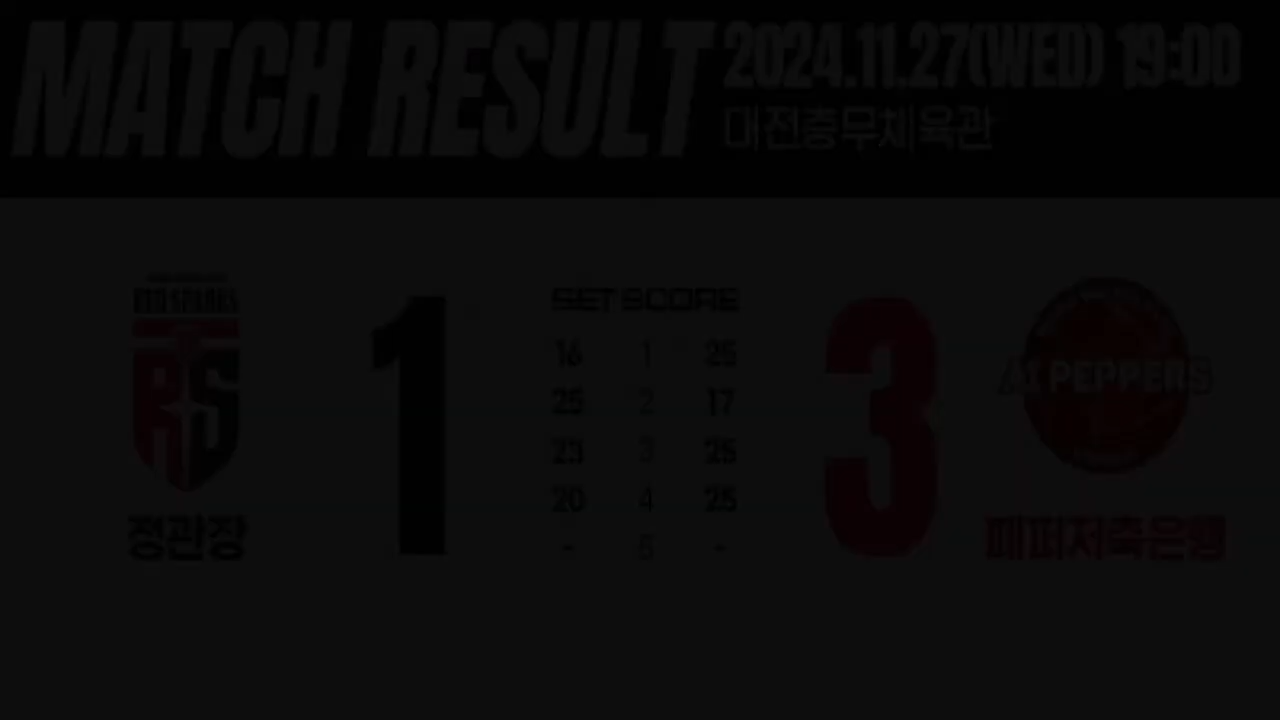 MATCH RESULT
2024.11.27(WED) 19:00
대전충무체육관
RED SPARKS
RS
정관장
1
SET SCORE
16 1 25
25 2 17
23 3 25
20 4 25
- 5 -
3
AI PEPPERS
페퍼저축은행